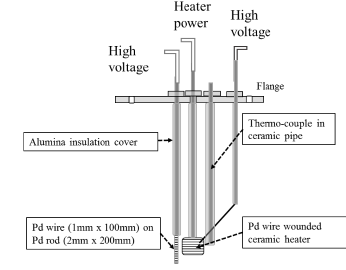 Heater
power
High
voltage
High
voltage
Flange
Alumina insulation cover
Thermo-couple in
ceramic pipe
Pd wire (1mm x 100mm) on
Pd rod (2mm x 200mm)
Pd wire wounded
ceramic heater